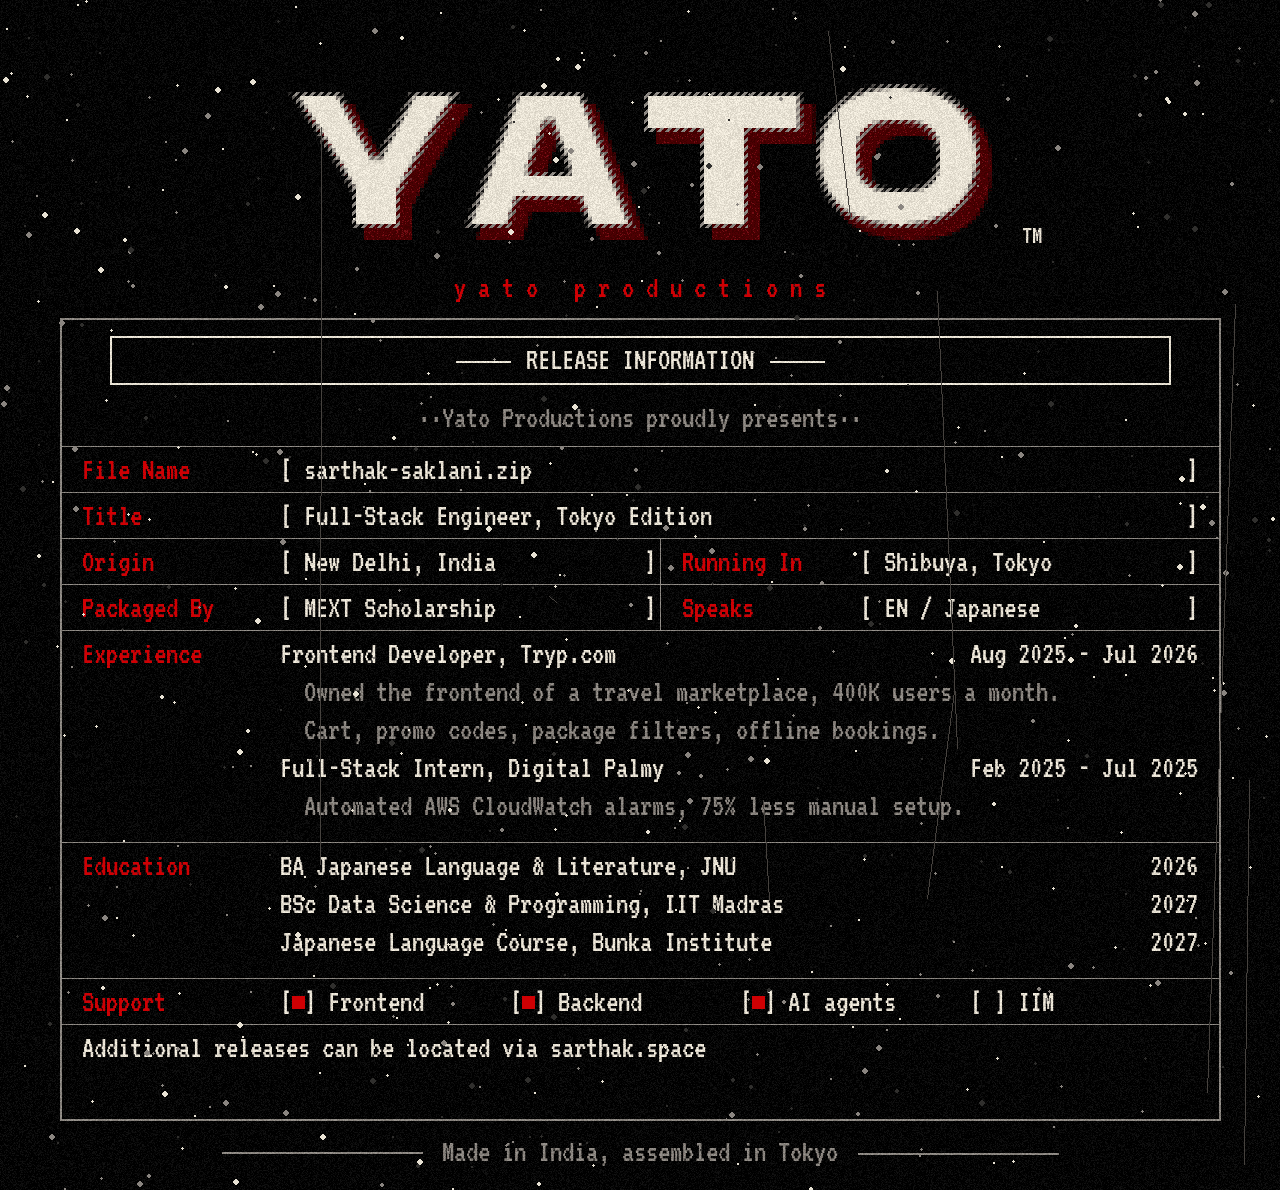 YATO
TM
yato productions
RELEASE INFORMATION
··Yato Productions proudly presents··
File Name [ sarthak-saklani.zip ]
Title [ Full-Stack Engineer, Tokyo Edition ]
Origin [ New Delhi, India ] Running In [ Shibuya, Tokyo ]
Packaged By [ MEXT Scholarship ] Speaks [ EN / Japanese ]
Experience Frontend Developer, Tryp.com Aug 2025 - Jul 2026
Owned the frontend of a travel marketplace, 400K users a month.
Cart, promo codes, package filters, offline bookings.
Full-Stack Intern, Digital Palmy Feb 2025 - Jul 2025
Automated AWS CloudWatch alarms, 75% less manual setup.
Education BA Japanese Language & Literature, JNU 2026
BSc Data Science & Programming, IIT Madras 2027
Japanese Language Course, Bunka Institute 2027
Support [■] Frontend [■] Backend [■] AI agents [ ] IIM
Additional releases can be located via sarthak.space
Made in India, assembled in Tokyo